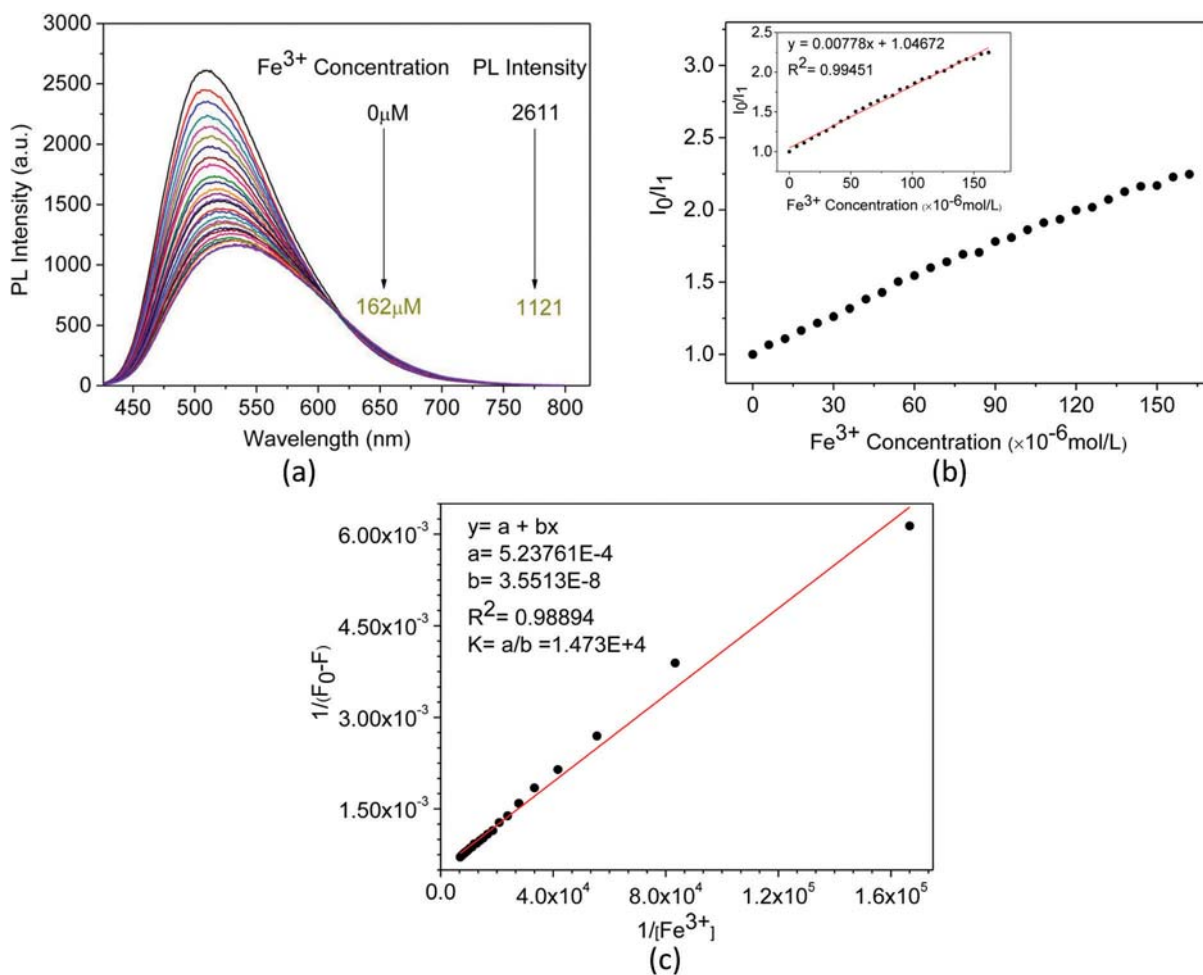 3000
2500
2000
1500
1000
500
0
PL Intensity (a.u.)
Fe³⁺ Concentration PL Intensity
0μM 2611
162μM 1121
450 500 550 600 650 700 750 800
Wavelength (nm)
(a)
3.0
2.5
2.0
1.5
1.0
I₀/I₁
2.5
2.0
1.5
1.0
I₀/I₁
y = 0.00778x + 1.04672
R²= 0.99451
0 50 100 150
Fe³⁺ Concentration (×10⁻⁶mol/L)
0 30 60 90 120 150
Fe³⁺ Concentration (×10⁻⁶mol/L)
(b)
6.00x10⁻³
4.50x10⁻³
3.00x10⁻³
1.50x10⁻³
1/(F₀-F)
y= a + bx
a= 5.23761E-4
b= 3.5513E-8
R²= 0.98894
K= a/b =1.473E+4
0.0 4.0x10⁴ 8.0x10⁴ 1.2x10⁵ 1.6x10⁵
1/[Fe³⁺]
(c)